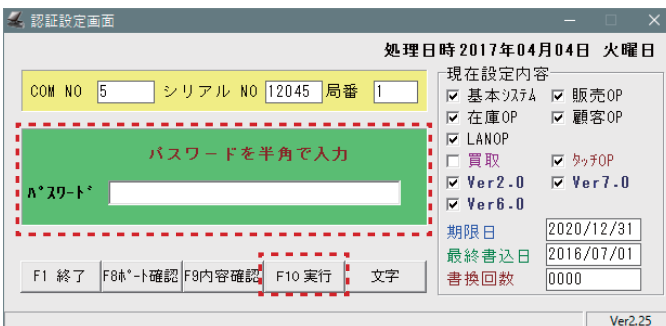 認証設定画面
処理日時2017年04月04日 火曜日
COM NO 5 シリアル NO 12045 局番 1
パスワードを半角で入力
ﾊﾟｽﾜｰﾄﾞ
F1 終了 F8ﾎﾟｰﾄ確認 F9内容確認 F10 実行 文字
現在設定内容
基本ｼｽﾃﾑ 販売OP
在庫OP 顧客OP
LANOP
買取 ﾀｯﾁOP
Ver2.0 Ver7.0
Ver6.0
期限日 2020/12/31
最終書込日 2016/07/01
書換回数 0000
Ver2.25